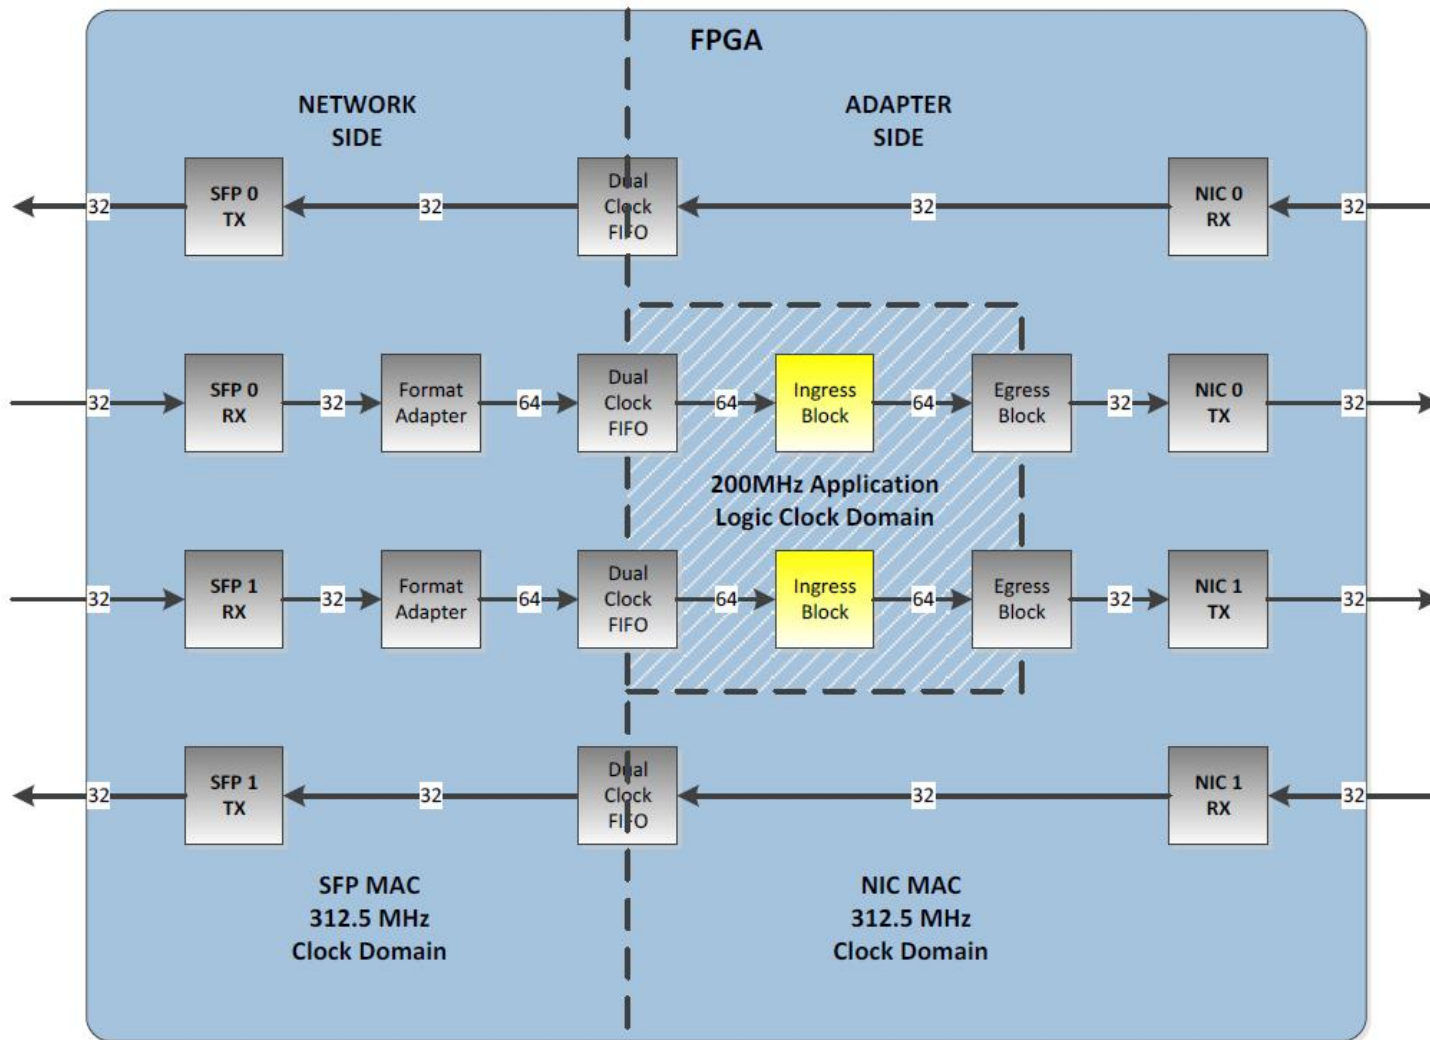 FPGA
NETWORK
SIDE
ADAPTER
SIDE
32
SFP 0
TX
32
Dual
Clock
FIFO
32
NIC 0
RX
32
32
SFP 0
RX
32
Format
Adapter
64
Dual
Clock
FIFO
64
Ingress
Block
64
Egress
Block
32
NIC 0
TX
32
200MHz Application
Logic Clock Domain
32
SFP 1
RX
32
Format
Adapter
64
Dual
Clock
FIFO
64
Ingress
Block
64
Egress
Block
32
NIC 1
TX
32
32
SFP 1
TX
32
Dual
Clock
FIFO
32
NIC 1
RX
32
SFP MAC
312.5 MHz
Clock Domain
NIC MAC
312.5 MHz
Clock Domain